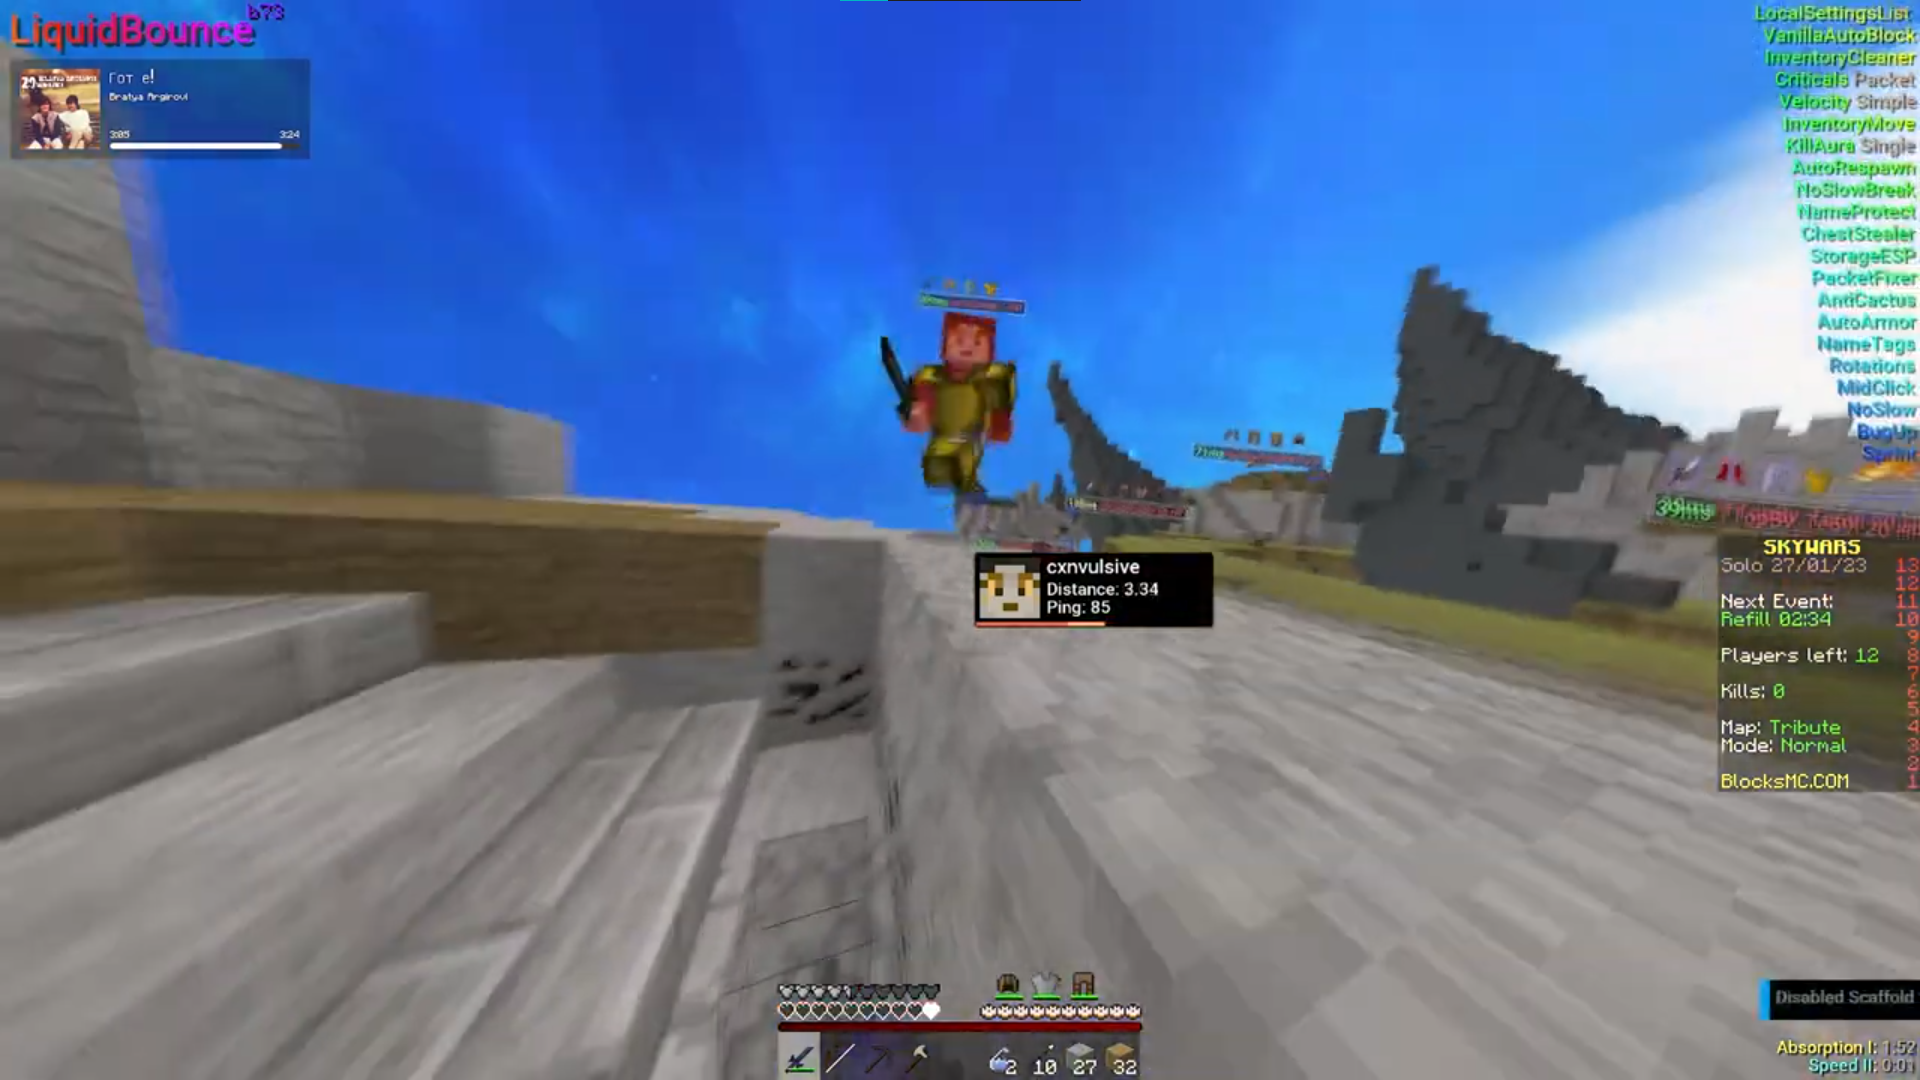 LiquidBounce b73
Гот е!
Bratya Argirovi
3:05 3:24
LocalSettingsList
VanillaAutoBlock
InventoryCleaner
Criticals Packet
Velocity Simple
InventoryMove
KillAura Single
AutoRespawn
NoSlowBreak
NameProtect
ChestStealer
StorageESP
PacketFixer
AntiCactus
AutoArmor
NameTags
Rotations
MidClick
NoSlow
BugUp
Sprint
71ms
39ms
cxnvulsive
Distance: 3.34
Ping: 85
SKYWARS
Solo 27/01/23 13
12
Next Event: 11
Refill 02:34 10
9
Players left: 12 8
7
Kills: 0 6
5
Map: Tribute 4
Mode: Normal 3
2
BlocksMC.COM 1
Disabled Scaffold
Absorption I: 1:52
Speed II: 0:01
2 10 27 32